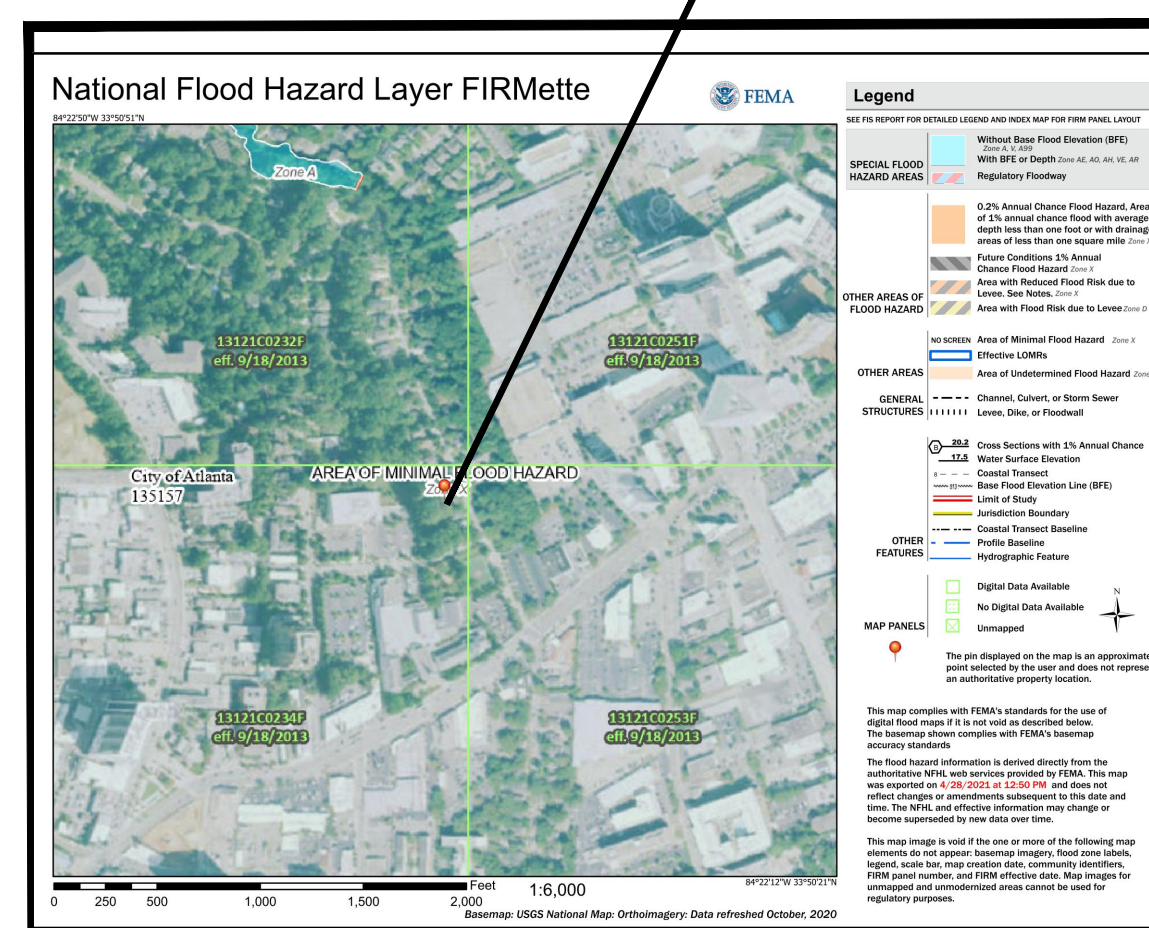 National Flood Hazard Layer FIRMette
FEMA
84°22'50"W 33°50'51"N
Zone A
13121C0232F
eff. 9/18/2013
13121C0251F
eff. 9/18/2013
City of Atlanta
135157
AREA OF MINIMAL FLOOD HAZARD
13121C0234F
eff. 9/18/2013
13121C0253F
eff. 9/18/2013
84°22'12"W 33°50'21"N
Feet
1:6,000
0 250 500 1,000 1,500 2,000
Basemap: USGS National Map: Orthoimagery: Data refreshed October, 2020
Legend
SEE FIS REPORT FOR DETAILED LEGEND AND INDEX MAP FOR FIRM PANEL LAYOUT
SPECIAL FLOOD
HAZARD AREAS
Without Base Flood Elevation (BFE)
Zone A, V, A99
With BFE or Depth Zone AE, AO, AH, VE, AR
Regulatory Floodway
OTHER AREAS OF
FLOOD HAZARD
0.2% Annual Chance Flood Hazard, Area
of 1% annual chance flood with average
depth less than one foot or with drainag
areas of less than one square mile Zone
Future Conditions 1% Annual
Chance Flood Hazard Zone X
Area with Reduced Flood Risk due to
Levee. See Notes. Zone X
Area with Flood Risk due to Levee Zone D
OTHER AREAS
NO SCREEN Area of Minimal Flood Hazard Zone X
Effective LOMRs
Area of Undetermined Flood Hazard Zone
GENERAL
STRUCTURES
Channel, Culvert, or Storm Sewer
Levee, Dike, or Floodwall
OTHER
FEATURES
B 20.2 Cross Sections with 1% Annual Chance
17.5 Water Surface Elevation
8 Coastal Transect
513 Base Flood Elevation Line (BFE)
Limit of Study
Jurisdiction Boundary
Coastal Transect Baseline
Profile Baseline
Hydrographic Feature
MAP PANELS
Digital Data Available
No Digital Data Available
Unmapped
N
The pin displayed on the map is an approximate
point selected by the user and does not represe
an authoritative property location.
This map complies with FEMA's standards for the use of
digital flood maps if it is not void as described below.
The basemap shown complies with FEMA's basemap
accuracy standards
The flood hazard information is derived directly from the
authoritative NFHL web services provided by FEMA. This map
was exported on 4/28/2021 at 12:50 PM and does not
reflect changes or amendments subsequent to this date and
time. The NFHL and effective information may change or
become superseded by new data over time.
This map image is void if the one or more of the following map
elements do not appear: basemap imagery, flood zone labels,
legend, scale bar, map creation date, community identifiers,
FIRM panel number, and FIRM effective date. Map images for
unmapped and unmodernized areas cannot be used for
regulatory purposes.